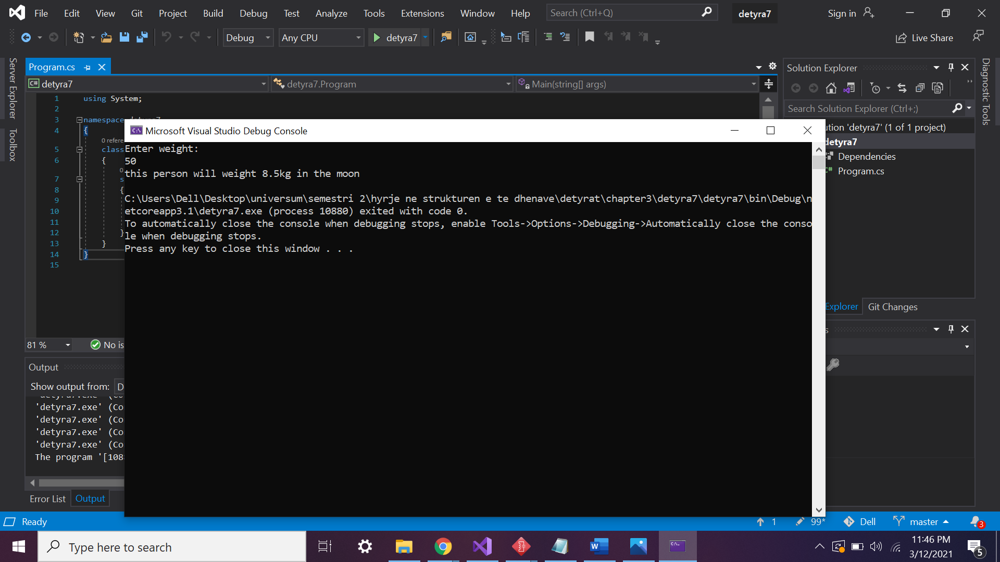 File Edit View Git Project Build Debug Test Analyze Tools Extensions Window Help Search (Ctrl+Q) detyra7 Sign in
Debug Any CPU detyra7 Live Share
Server Explorer
Toolbox
Program.cs
C# detyra7 detyra7.Program Main(string[] args)
1 using System;
2
3 namespace
4 {
0 refere
5 class
6 {
0
7 s
8 {
9
10
11
12 }
13 }
14 }
15
81 % No is
Microsoft Visual Studio Debug Console
Enter weight:
50
this person will weight 8.5kg in the moon
C:\Users\Dell\Desktop\universum\semestri 2\hyrje ne strukturen e te dhenave\detyrat\chapter3\detyra7\detyra7\bin\Debug\n
etcoreapp3.1\detyra7.exe (process 10880) exited with code 0.
To automatically close the console when debugging stops, enable Tools->Options->Debugging->Automatically close the conso
le when debugging stops.
Press any key to close this window . . .
Solution Explorer
Search Solution Explorer (Ctrl+;)
ution 'detyra7' (1 of 1 project)
detyra7
Dependencies
C# Program.cs
Explorer Git Changes
s
Diagnostic Tools
Output
Show output from: D
'detyra7.exe' (Co
'detyra7.exe' (Co
'detyra7.exe' (Co
'detyra7.exe' (Co
'detyra7.exe' (Co
The program '[108
Error List Output
Ready 1 99* Dell master 3
Type here to search
11:46 PM
3/12/2021
5